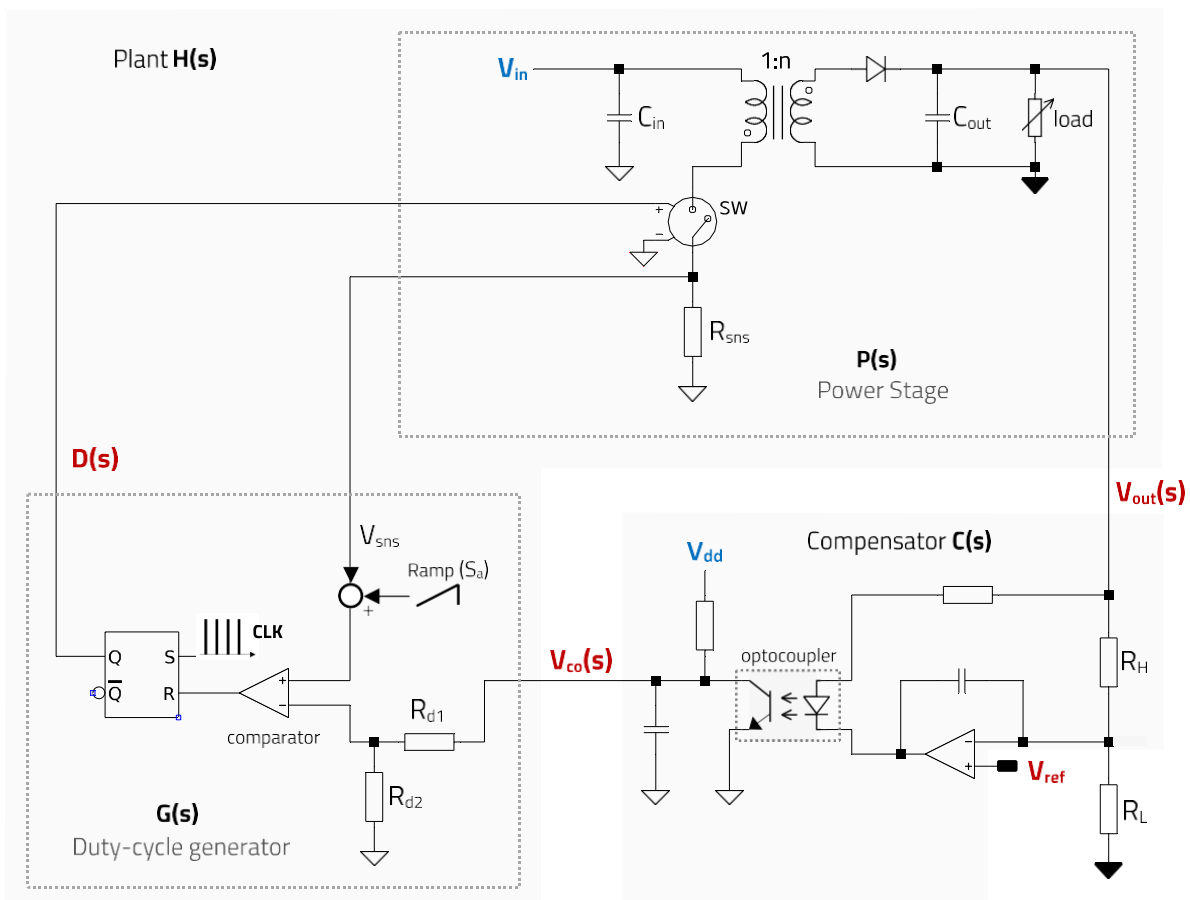 Plant H(s)
1:n
Vin
Cin
Cout
load
+
SW
−
Rsns
P(s)
Power Stage
D(s)
Vout(s)
Vsns
Ramp (Sa)
+
Vdd
Compensator C(s)
CLK
optocoupler
Q
S
Vco(s)
RH
Q
R
+
−
comparator
Rd1
−
+
Vref
Rd2
RL
G(s)
Duty-cycle generator